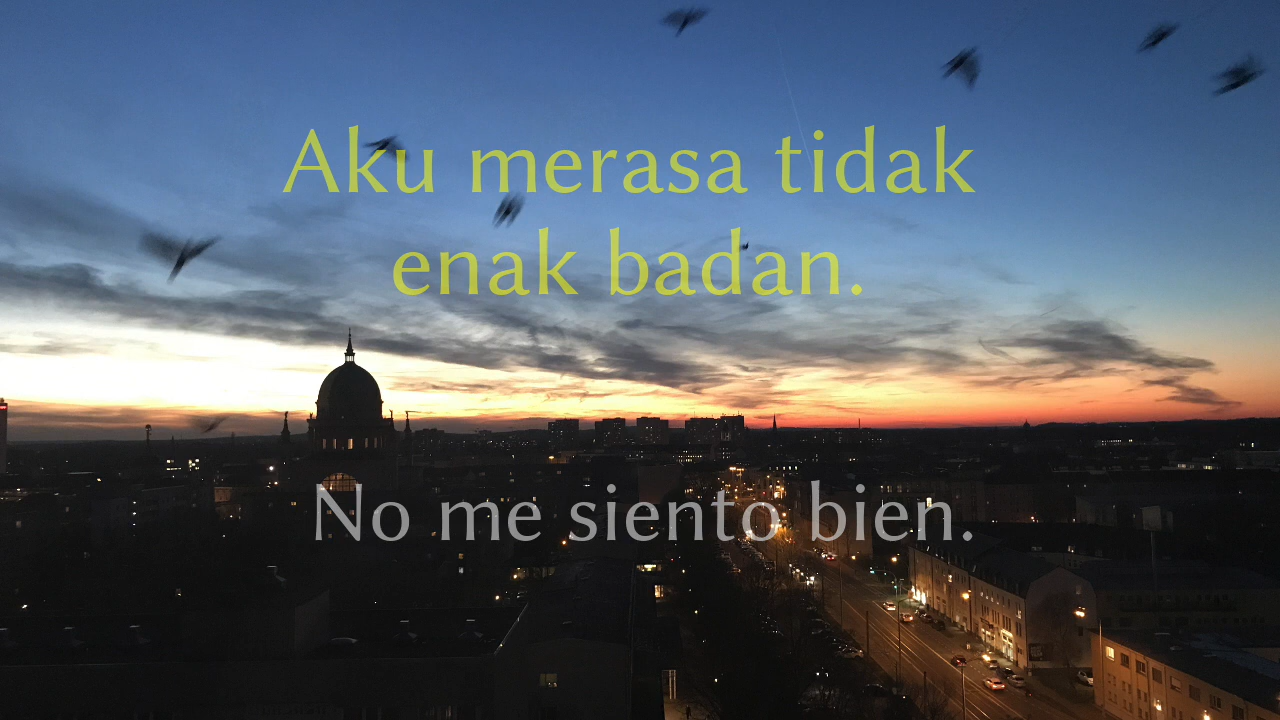 Aku merasa tidak
enak badan.
No me siento bien.